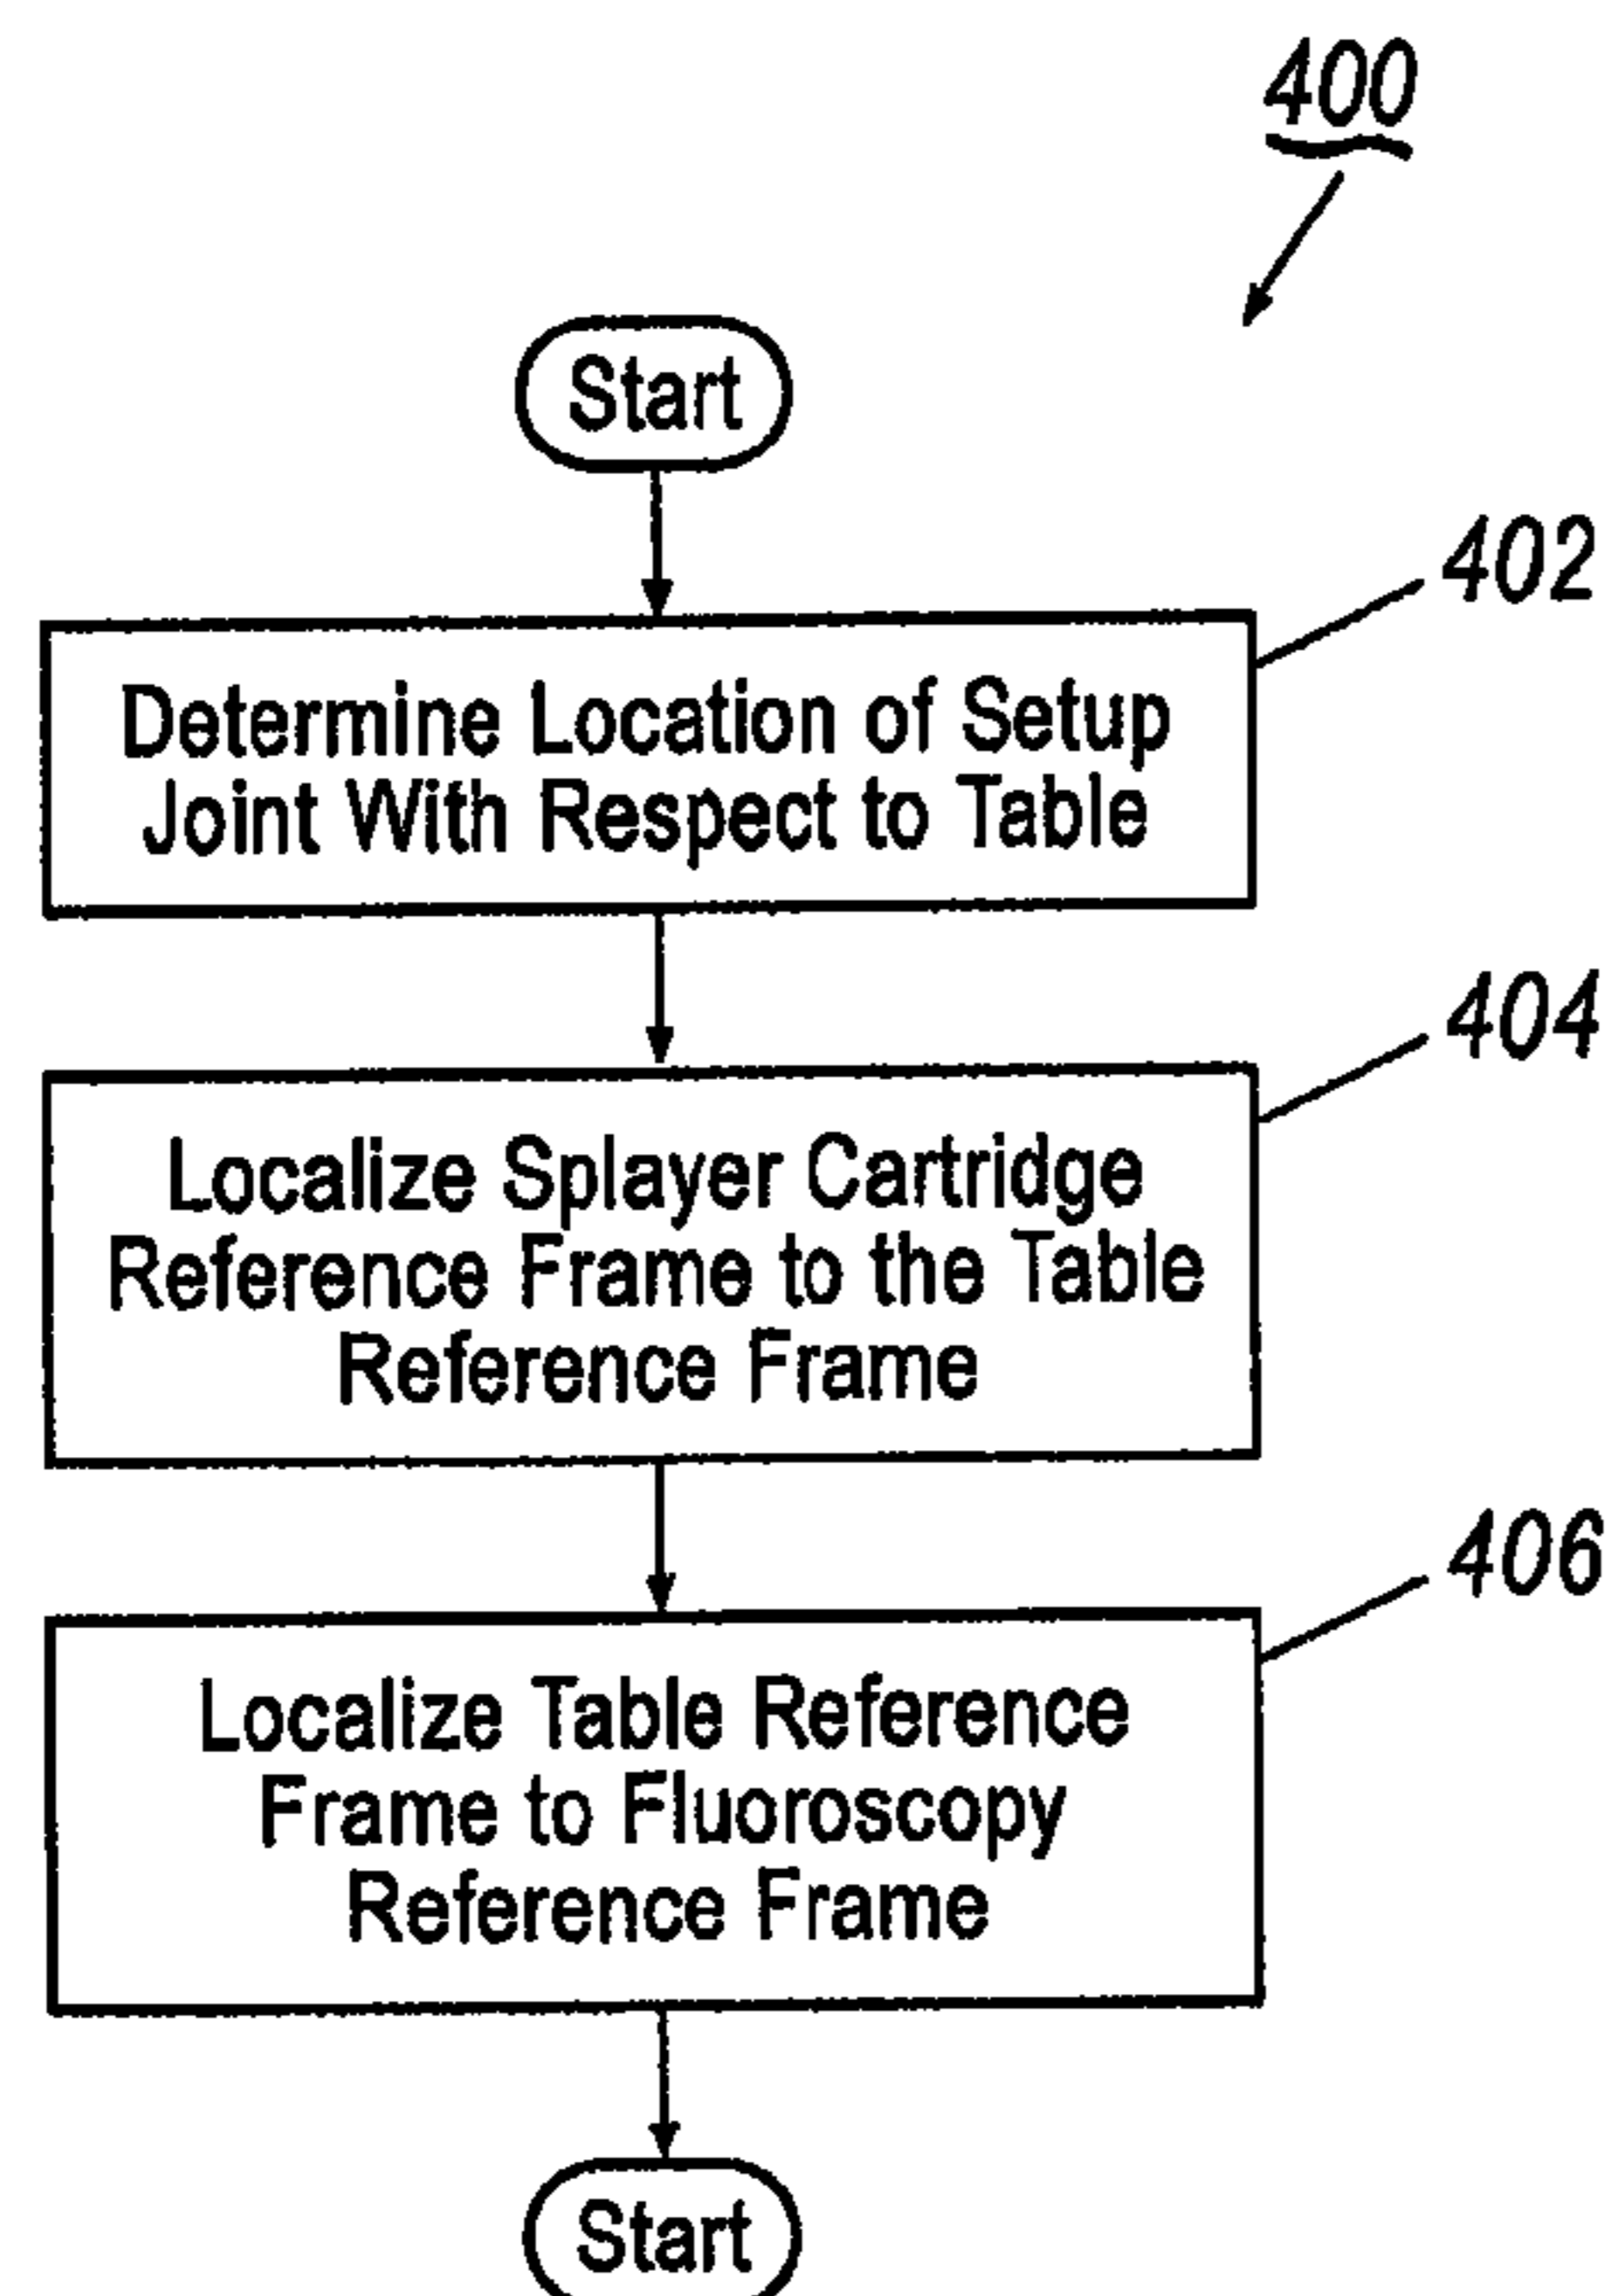 400
Start
402
Determine Location of Setup
Joint With Respect to Table
404
Localize Splayer Cartridge
Reference Frame to the Table
Reference Frame
406
Localize Table Reference
Frame to Fluoroscopy
Reference Frame
Start